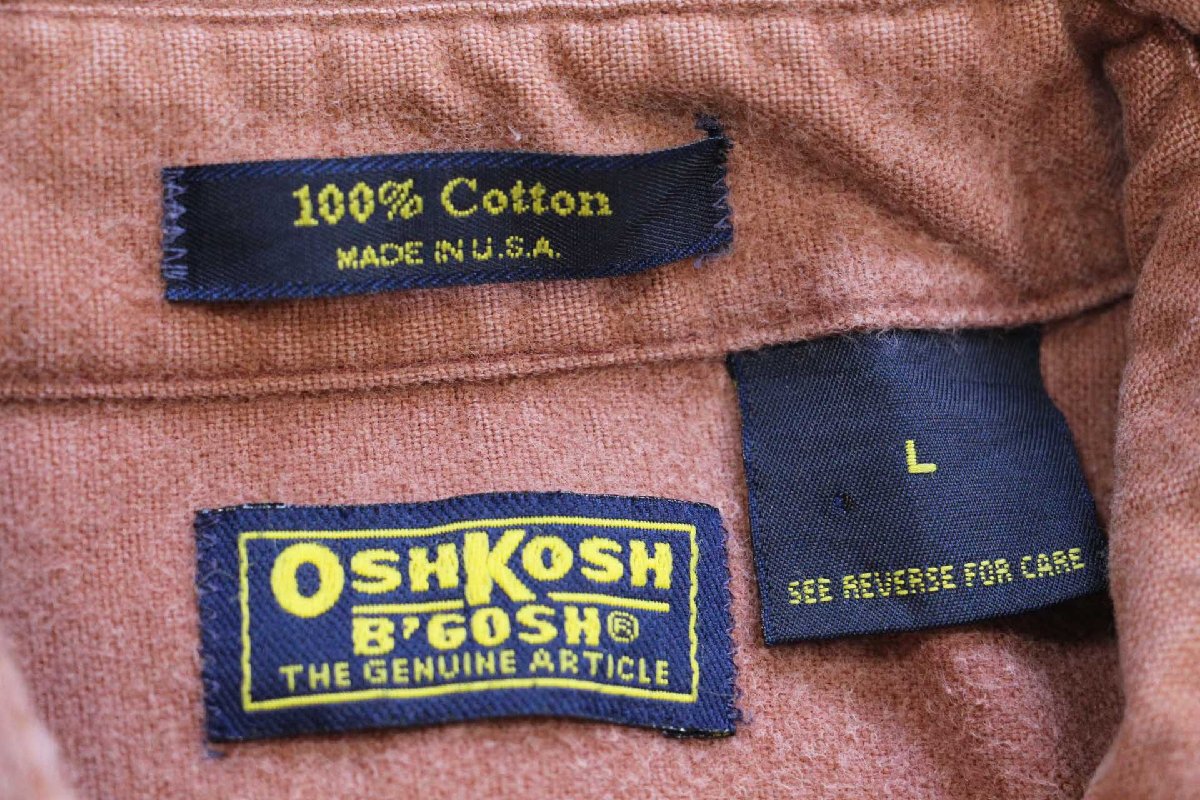 100% Cotton
MADE IN U.S.A.
L
SEE REVERSE FOR CARE
OSHKOSH
B'GOSH®
THE GENUINE ARTICLE